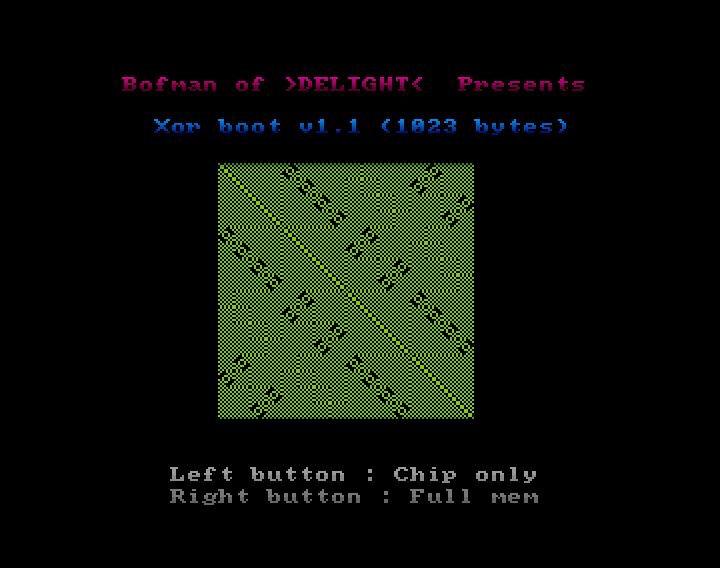 Bofman of >DELIGHT<  Presents
Xor boot v1.1 (1023 bytes)
Left button : Chip only
Right button : Full mem